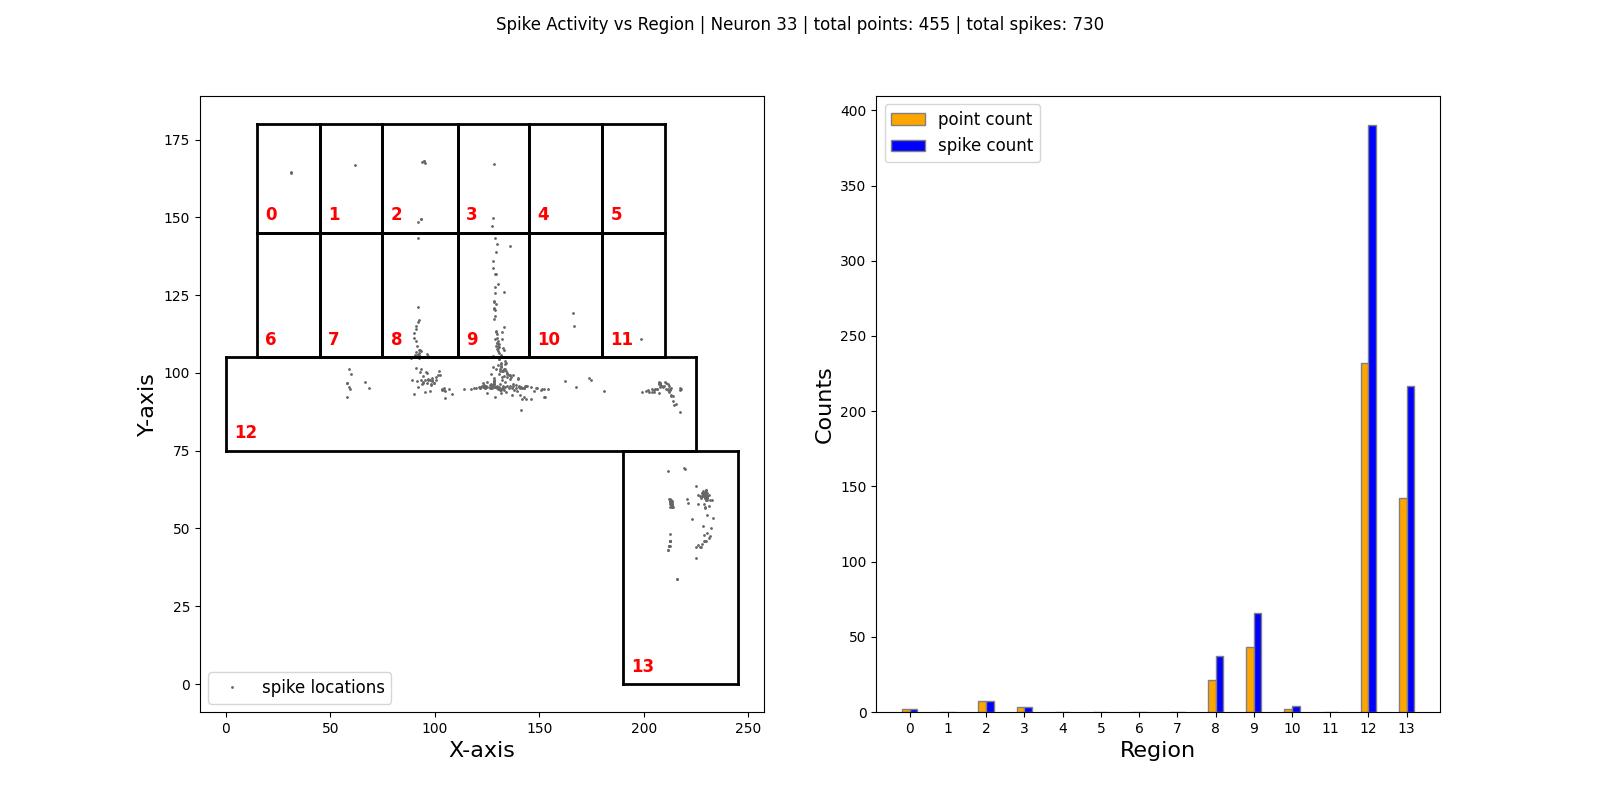 Spike Activity vs Region | Neuron 33 | total points: 455 | total spikes: 730
175
150
125
100
75
50
25
0
Y-axis
0 1 2 3 4 5
6 7 8 9 10 11
12
13
spike locations
0 50 100 150 200 250
X-axis
400
350
300
250
200
150
100
50
0
Counts
point count
spike count
0 1 2 3 4 5 6 7 8 9 10 11 12 13
Region